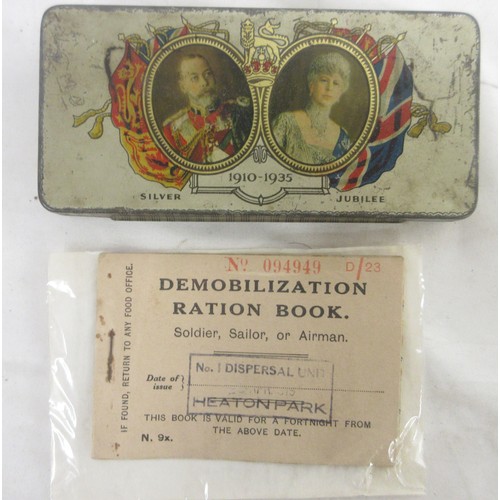 1910-1935
SILVER JUBILEE
No. 094949 D/23
DEMOBILIZATION
RATION BOOK.
Soldier, Sailor, or Airman.
No. 1 DISPERSAL UNIT
Date of
issue
HEATON PARK
THIS BOOK IS VALID FOR A FORTNIGHT FROM
THE ABOVE DATE.
N. 9x.
IF FOUND, RETURN TO ANY FOOD OFFICE.